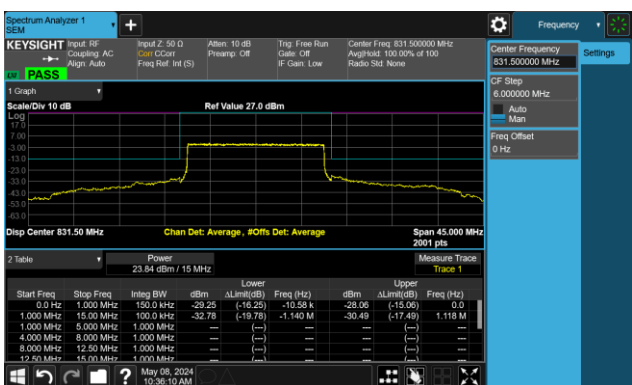 Spectrum Analyzer 1
Swept SEM
Frequency
KEYSIGHT Input: RF Input Z: 50 Ω Atten: 10 dB Trig: Free Run Center Freq: 831.500000 MHz
Coupling: AC Corr CCorr Preamp: Off Gate: Off Avg|Hold: 100.00% of 100
Align: Auto Freq Ref: Int (S) IF Gain: Low Radio Std: None
PASS
Center Frequency
831.500000 MHz
Settings
CF Step
6.000000 MHz
Auto
Man
Freq Offset
0 Hz
1 Graph
Scale/Div 10 dB Ref Value 27.0 dBm
Log
17.0
7.00
-3.00
-13.0
-23.0
-33.0
-43.0
-53.0
-63.0
Disp Center 831.50 MHz Chan Det: Average, #Offs Det: Average Span 45.000 MHz
2001 pts
2 Table Power Measure Trace
23.84 dBm / 15 MHz Trace 1
Lower Upper
Start Freq Stop Freq Integ BW dBm ΔLimit(dB) Freq (Hz) dBm ΔLimit(dB) Freq (Hz)
0.0 Hz 1.000 MHz 150.0 kHz -29.25 (-16.25) -10.58 k -28.06 (-15.06) 0.0
1.000 MHz 15.00 MHz 100.0 kHz -32.78 (-19.78) -1.140 M -30.49 (-17.49) 1.118 M
1.000 MHz 5.000 MHz 1.000 MHz --- (---) --- --- (---) ---
4.000 MHz 8.000 MHz 1.000 MHz --- (---) --- --- (---) ---
8.000 MHz 12.50 MHz 1.000 MHz --- (---) --- --- (---) ---
12.50 MHz 15.00 MHz 1.000 MHz --- (---) --- --- (---) ---
? May 08, 2024
10:36:10 AM